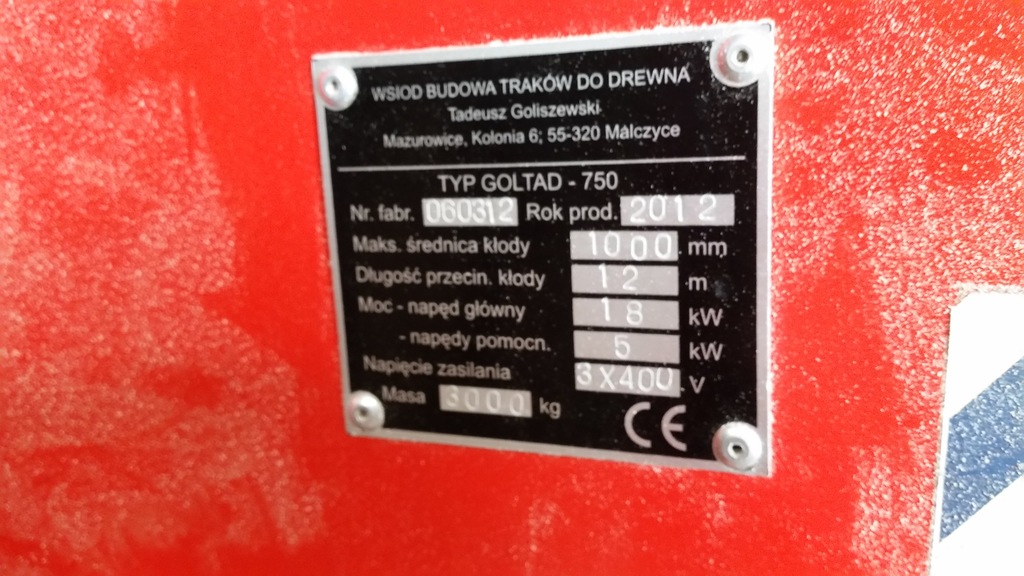 WSIOD BUDOWA TRAKÓW DO DREWNA
Tadeusz Goliszewski
Mazurowice, Kolonia 6; 55-320 Malczyce
TYP GOLTAD - 750
Nr. fabr. 060312 Rok prod. 2012
Maks. średnica kłody 1000 mm
Długość przecin. kłody 12 m
Moc - napęd główny 18 kW
- napędy pomocn. 5 kW
Napięcie zasilania 3X400 V
Masa 3000 kg
CE